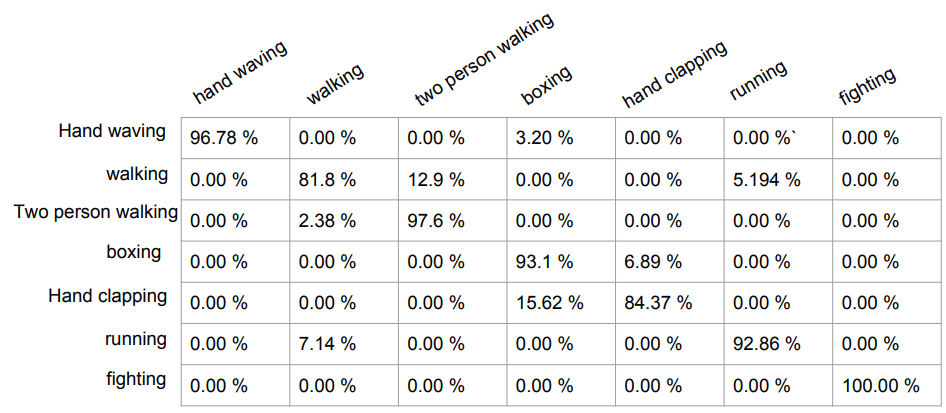 hand waving walking two person walking boxing hand clapping running fighting
Hand waving 96.78 % 0.00 % 0.00 % 3.20 % 0.00 % 0.00 %` 0.00 %
walking 0.00 % 81.8 % 12.9 % 0.00 % 0.00 % 5.194 % 0.00 %
Two person walking 0.00 % 2.38 % 97.6 % 0.00 % 0.00 % 0.00 % 0.00 %
boxing 0.00 % 0.00 % 0.00 % 93.1 % 6.89 % 0.00 % 0.00 %
Hand clapping 0.00 % 0.00 % 0.00 % 15.62 % 84.37 % 0.00 % 0.00 %
running 0.00 % 7.14 % 0.00 % 0.00 % 0.00 % 92.86 % 0.00 %
fighting 0.00 % 0.00 % 0.00 % 0.00 % 0.00 % 0.00 % 100.00 %